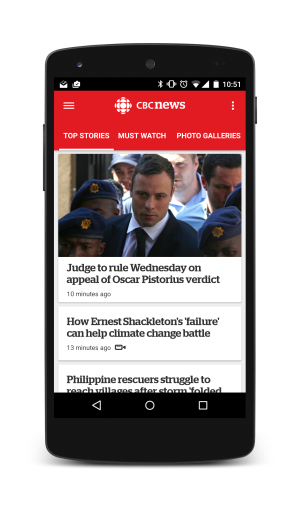 10:51
CBCnews
TOP STORIES MUST WATCH PHOTO GALLERIES
Judge to rule Wednesday on
appeal of Oscar Pistorius verdict
10 minutes ago
How Ernest Shackleton's 'failure'
can help climate change battle
13 minutes ago
Philippine rescuers struggle to
reach villages after storm 'folded